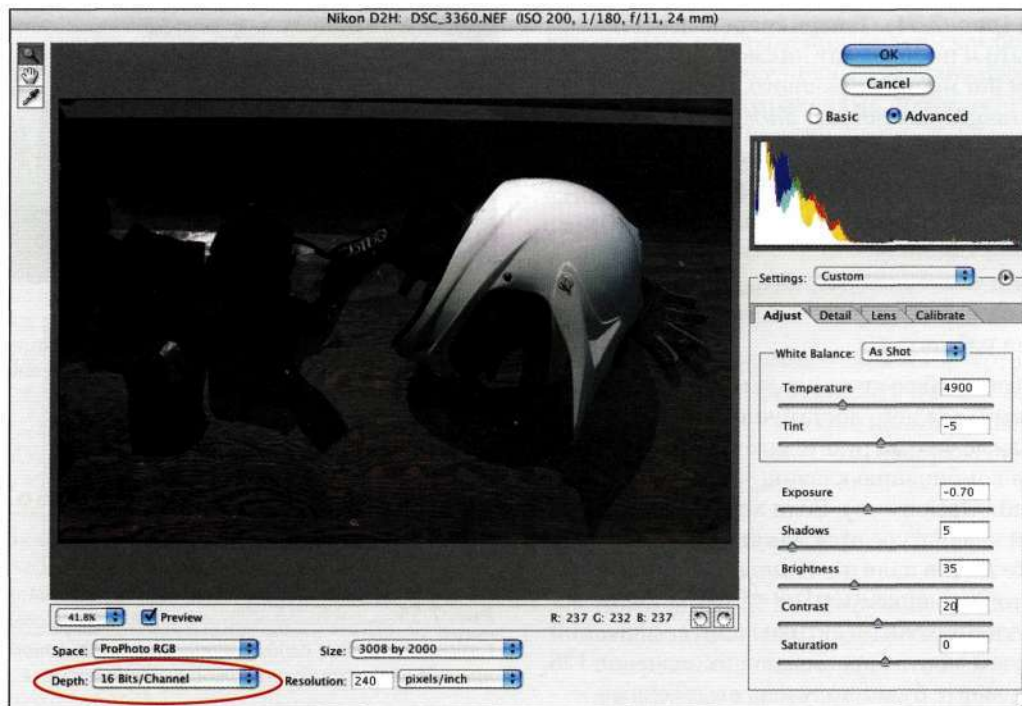 Nikon D2H: DSC_3360.NEF (ISO 200, 1/180, f/11, 24 mm)
OK
Cancel
Basic
Advanced
Settings: Custom
Adjust Detail Lens Calibrate
White Balance: As Shot
Temperature 4900
Tint -5
Exposure -0.70
Shadows 5
Brightness 35
Contrast 20
Saturation 0
41.8% Preview R: 237 G: 232 B: 237
Space: ProPhoto RGB Size: 3008 by 2000
Depth: 16 Bits/Channel Resolution: 240 pixels/inch